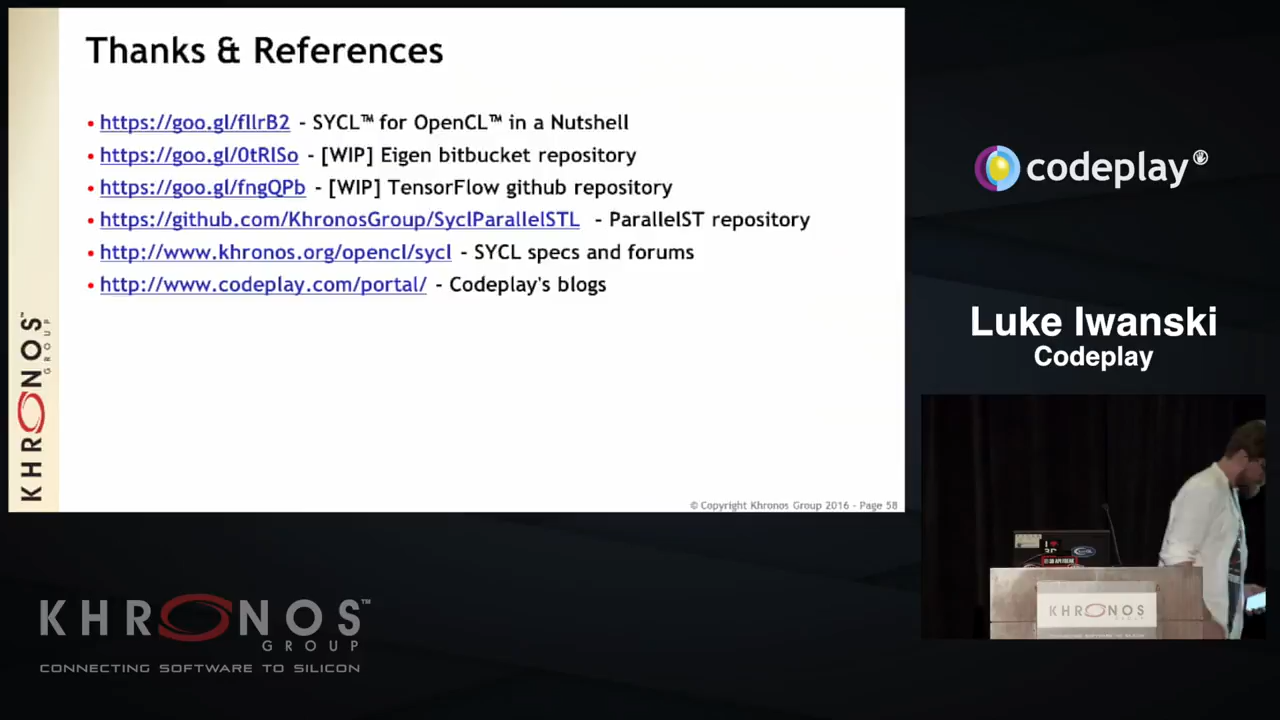 Thanks & References
• https://goo.gl/fllrB2 - SYCL™ for OpenCL™ in a Nutshell
• https://goo.gl/0tRlSo - [WIP] Eigen bitbucket repository
• https://goo.gl/fngQPb - [WIP] TensorFlow github repository
• https://github.com/KhronosGroup/SyclParallelSTL - ParallelST repository
• http://www.khronos.org/opencl/sycl - SYCL specs and forums
• http://www.codeplay.com/portal/ - Codeplay's blogs
KHRONOS™
GROUP
© Copyright Khronos Group 2016 - Page 58
codeplay
Luke Iwanski
Codeplay
KHRONOS
GROUP
KHRONOS™
GROUP
CONNECTING SOFTWARE TO SILICON